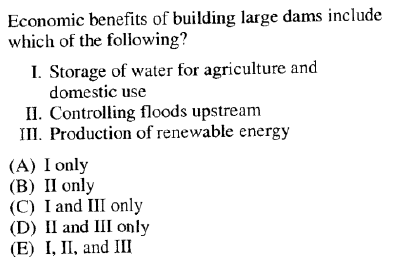 Economic benefits of building large dams include
which of the following?
I. Storage of water for agriculture and
domestic use
II. Controlling floods upstream
III. Production of renewable energy
(A) I only
(B) II only
(C) I and III only
(D) II and III only
(E) I, II, and III